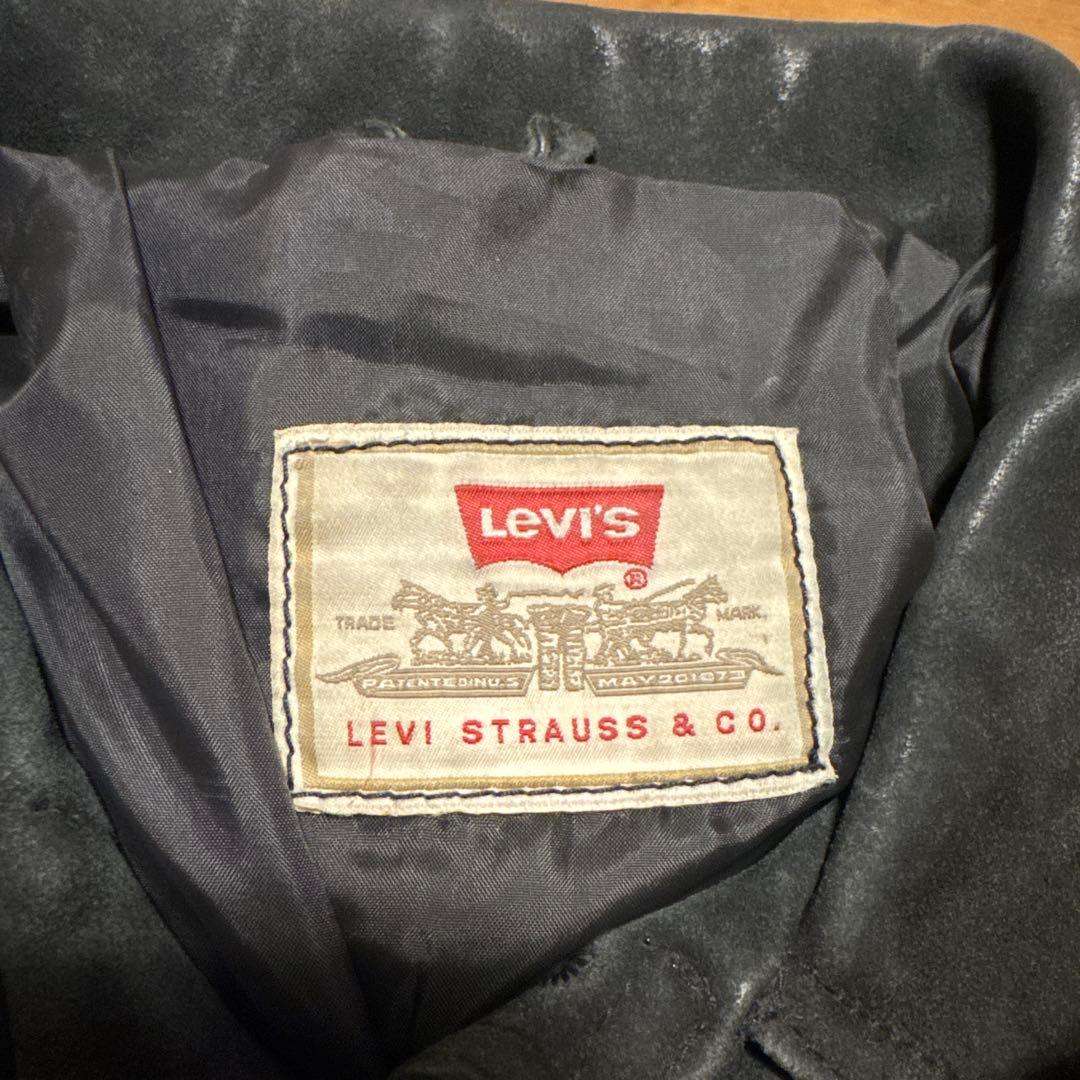 LEVI'S
®
TRADE MARK.
PATENTED IN U.S MAY 20 1873
LEVI STRAUSS & CO.